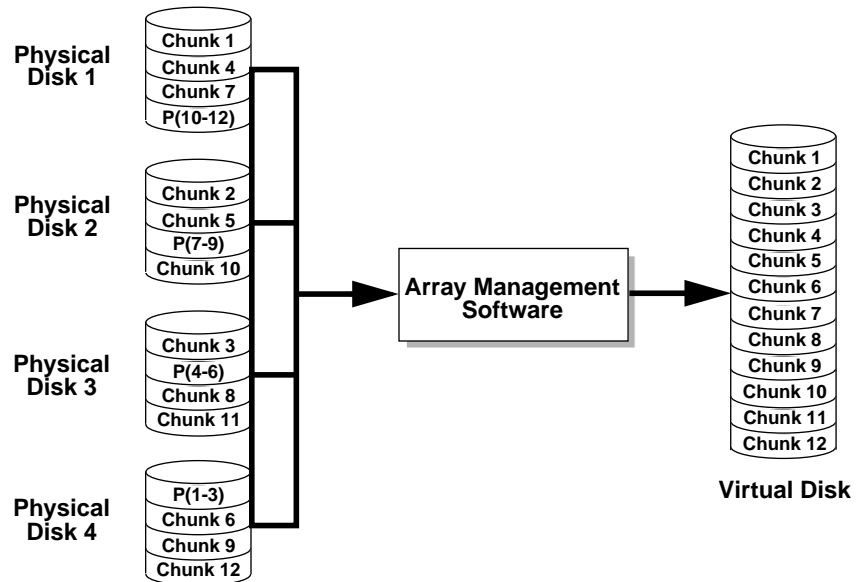 Physical
Disk 1
Chunk 1
Chunk 4
Chunk 7
P(10-12)
Physical
Disk 2
Chunk 2
Chunk 5
P(7-9)
Chunk 10
Physical
Disk 3
Chunk 3
P(4-6)
Chunk 8
Chunk 11
Physical
Disk 4
P(1-3)
Chunk 6
Chunk 9
Chunk 12
Array Management
Software
Chunk 1
Chunk 2
Chunk 3
Chunk 4
Chunk 5
Chunk 6
Chunk 7
Chunk 8
Chunk 9
Chunk 10
Chunk 11
Chunk 12
Virtual Disk